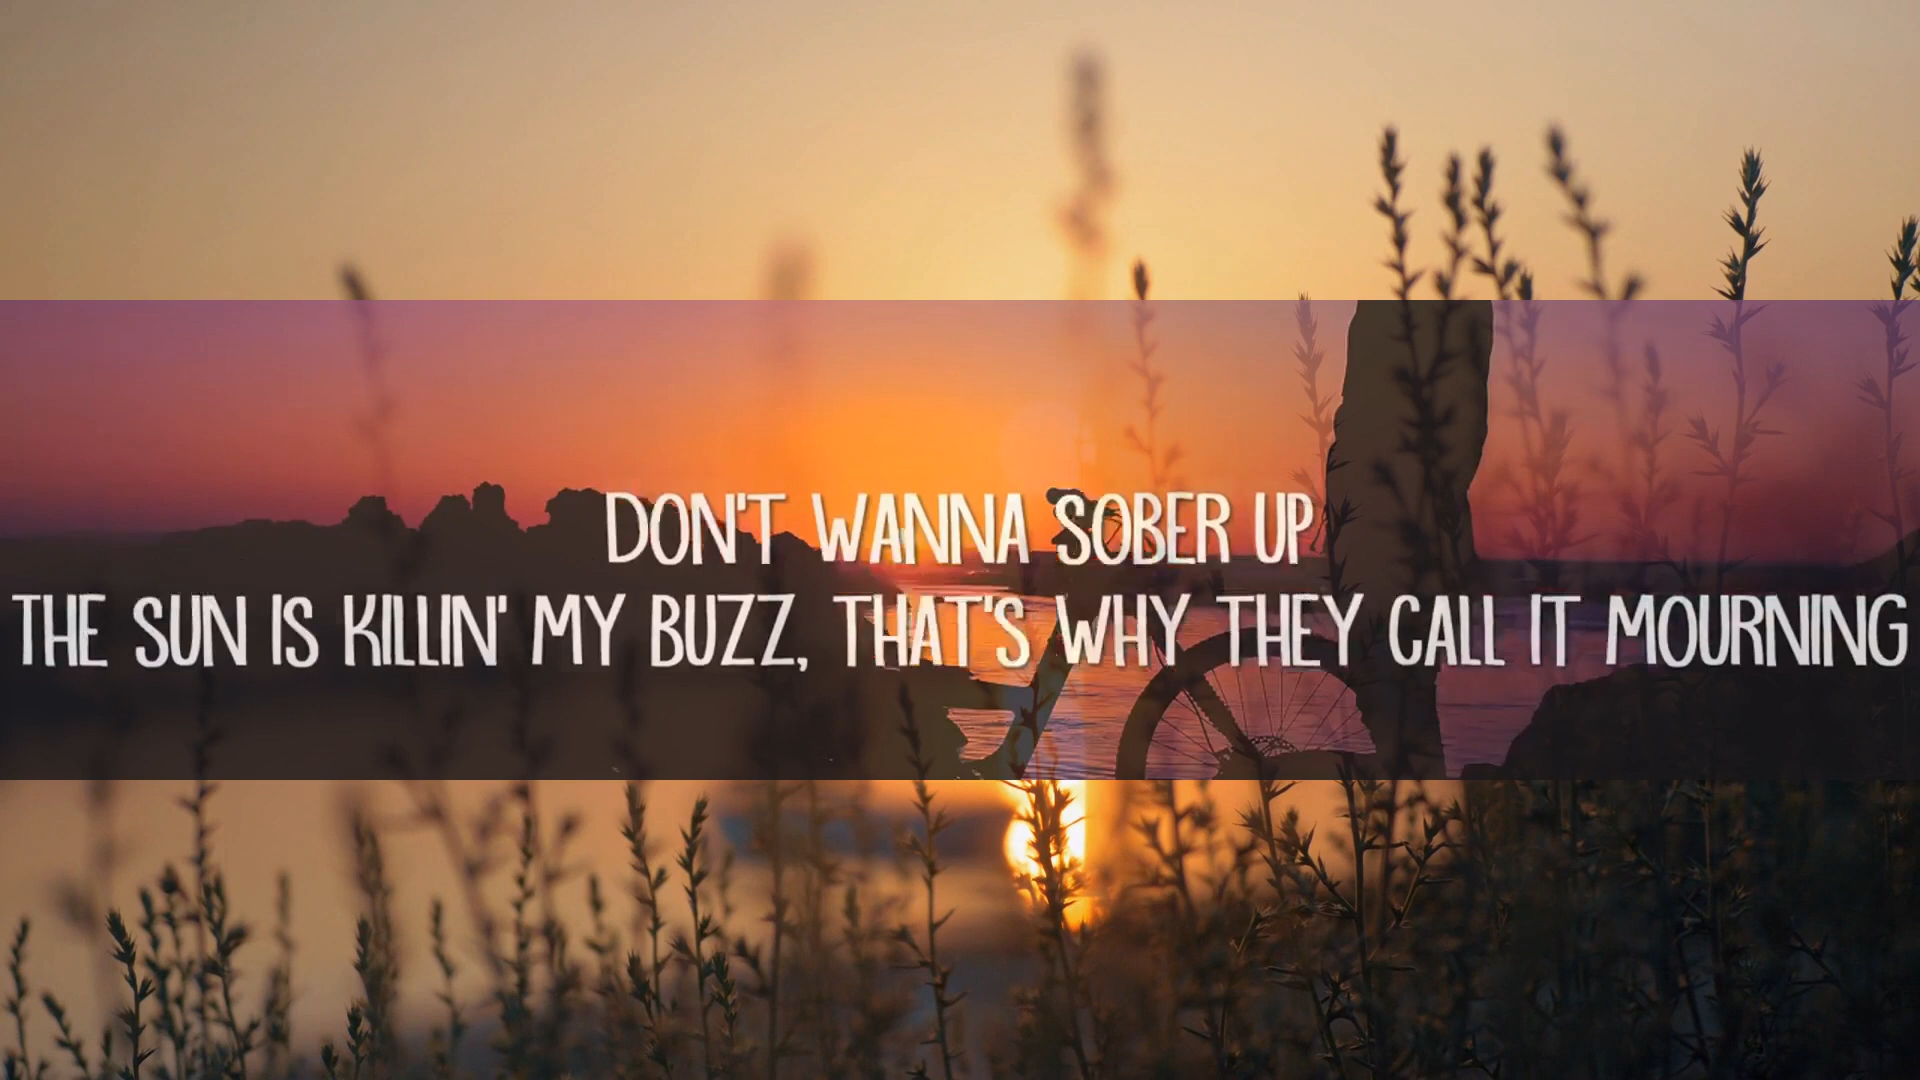 DON'T WANNA SOBER UP
THE SUN IS KILLIN' MY BUZZ, THAT'S WHY THEY CALL IT MOURNING